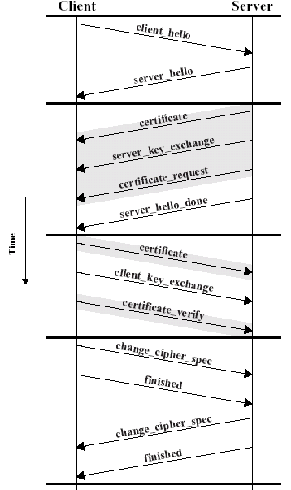 Client Server
client_hello
server_hello
certificate
server_key_exchange
certificate_request
server_hello_done
Time
certificate
client_key_exchange
certificate_verify
change_cipher_spec
finished
change_cipher_spec
finished